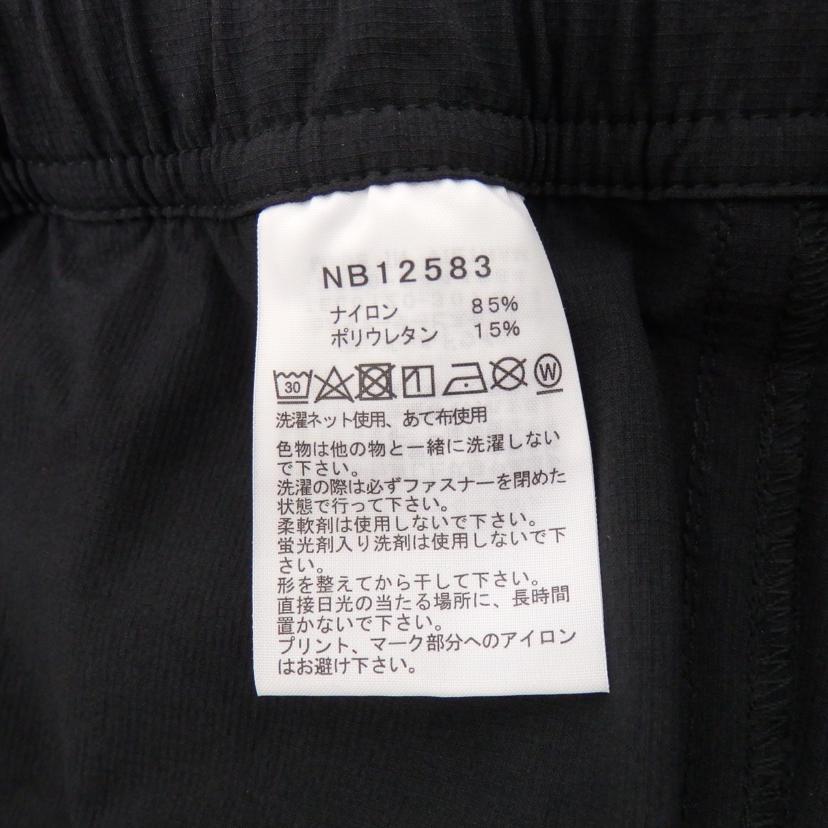 NB12583
ナイロン 85%
ポリウレタン 15%
30 W
洗濯ネット使用、あて布使用
色物は他の物と一緒に洗濯しない
で下さい。
洗濯の際は必ずファスナーを閉めた
状態で行って下さい。
柔軟剤は使用しないで下さい。
蛍光剤入り洗剤は使用しないで下
さい。
形を整えてから干して下さい。
直接日光の当たる場所に、長時間
置かないで下さい。
プリント、マーク部分へのアイロン
はお避け下さい。